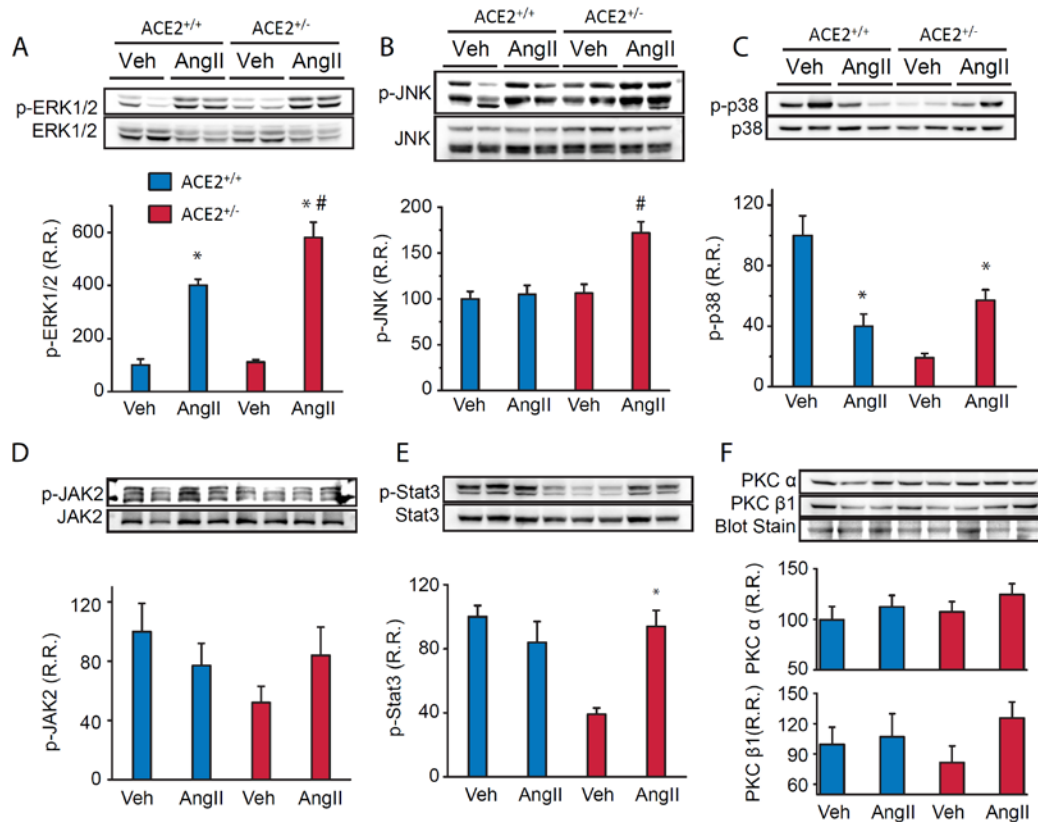 A
ACE2+/+ ACE2+/-
Veh AngII Veh AngII
p-ERK1/2
ERK1/2
ACE2+/+
ACE2+/-
p-ERK1/2 (R.R.)
600
400
200
0
* * #
Veh AngII Veh AngII
B
ACE2+/+ ACE2+/-
Veh AngII Veh AngII
p-JNK
JNK
p-JNK (R.R.)
200
150
100
50
0
#
Veh AngII Veh AngII
C
ACE2+/+ ACE2+/-
Veh AngII Veh AngII
p-p38
p38
p-p38 (R.R.)
120
80
40
0
* *
Veh AngII Veh AngII
D
p-JAK2
JAK2
p-JAK2 (R.R.)
120
80
40
0
Veh AngII Veh AngII
E
p-Stat3
Stat3
p-Stat3 (R.R.)
120
80
40
0
*
Veh AngII Veh AngII
F
PKC α
PKC β1
Blot Stain
PKC α (R.R.)
150
100
50
PKC β1(R.R.)
150
120
90
60
Veh AngII Veh AngII